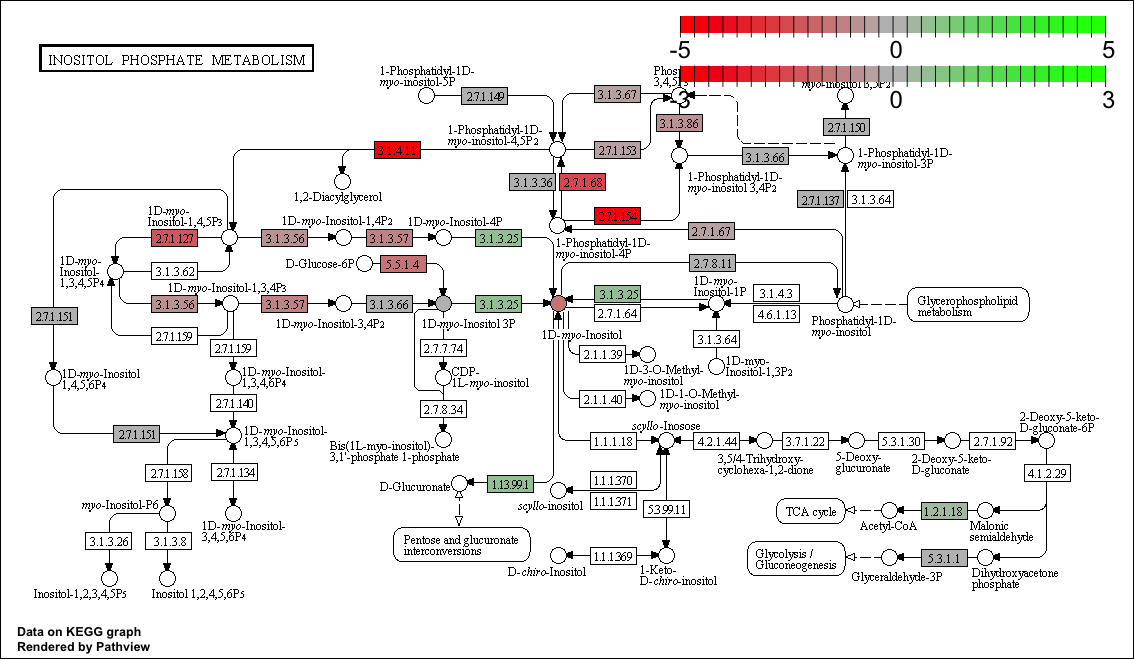 INOSITOL PHOSPHATE METABOLISM
-5 0 5
-3 0 3
1-Phosphatidyl-1D-
myo-inositol-5P
2.7.1.149
3.1.3.67
3,4,5P3
myo-inositol 3,5P2
3.1.3.86
2.7.1.150
1-Phosphatidyl-1D-
myo-inositol-4,5P2
3.1.4.11
2.7.1.153
3.1.3.66
1-Phosphatidyl-1D-
myo-inositol-3P
1,2-Diacylglycerol
3.1.3.36
2.7.1.68
1-Phosphatidyl-1D-
myo-inositol 3,4P2
2.7.1.137
3.1.3.64
2.7.1.154
1D-myo-
Inositol-1,4,5P3
1D-myo-Inositol-1,4P2
1D-myo-Inositol-4P
2.7.1.127
3.1.3.56
3.1.3.57
3.1.3.25
2.7.1.67
1-Phosphatidyl-1D-
myo-inositol-4P
1D-myo-
Inositol-
1,3,4,5P4
3.1.3.62
D-Glucose-6P
5.5.1.4
2.7.8.11
1D-myo-Inositol-1,3,4P3
3.1.3.56
3.1.3.57
3.1.3.66
3.1.3.25
3.1.3.25
2.7.1.64
1D-myo-
Inositol-1P
3.1.4.3
4.6.1.13
Glycerophospholipid
metabolism
2.7.1.151
1D-myo-Inositol-3,4P2
1D-myo-Inositol 3P
1D-myo-Inositol
Phosphatidyl-1D-
myo-inositol
2.7.1.159
2.7.1.159
2.7.7.74
3.1.3.64
2.1.1.39
1D-myo-Inositol
1,4,5,6P4
1D-myo-Inositol-
1,3,4,6P4
CDP-
1L-myo-inositol
1D-3-O-Methyl-
myo-inositol
1D-myo-
Inositol-1,3P2
2.7.1.140
2.7.8.34
2.1.1.40
1D-1-O-Methyl-
myo-inositol
2.7.1.151
1D-myo-Inositol-
1,3,4,5,6P5
Bis(1L-myo-inositol)-
3,1'-phosphate 1-phosphate
scyllo-Inosose
1.1.1.18
4.2.1.44
3.7.1.22
5.3.1.30
2.7.1.92
2-Deoxy-5-keto-
D-gluconate-6P
3,5/4-Trihydroxy-
cyclohexa-1,2-dione
5-Deoxy-
glucuronate
2-Deoxy-5-keto-
D-gluconate
2.7.1.158
2.7.1.134
4.1.2.29
D-Glucuronate
1.13.99.1
1.1.1.370
1.1.1.371
scyllo-inositol
5.3.99.11
myo-Inositol-P6
1D-myo-Inositol-
3,4,5,6P4
TCA cycle
Acetyl-CoA
1.2.1.18
Malonic
semialdehyde
3.1.3.26
3.1.3.8
Pentose and glucuronate
interconversions
D-chiro-Inositol
1.1.1.369
1-Keto-
D-chiro-inositol
Glycolysis /
Gluconeogenesis
Glyceraldehyde-3P
5.3.1.1
Dihydroxyacetone
phosphate
Inositol-1,2,3,4,5P5
Inositol 1,2,4,5,6P5
Data on KEGG graph
Rendered by Pathview